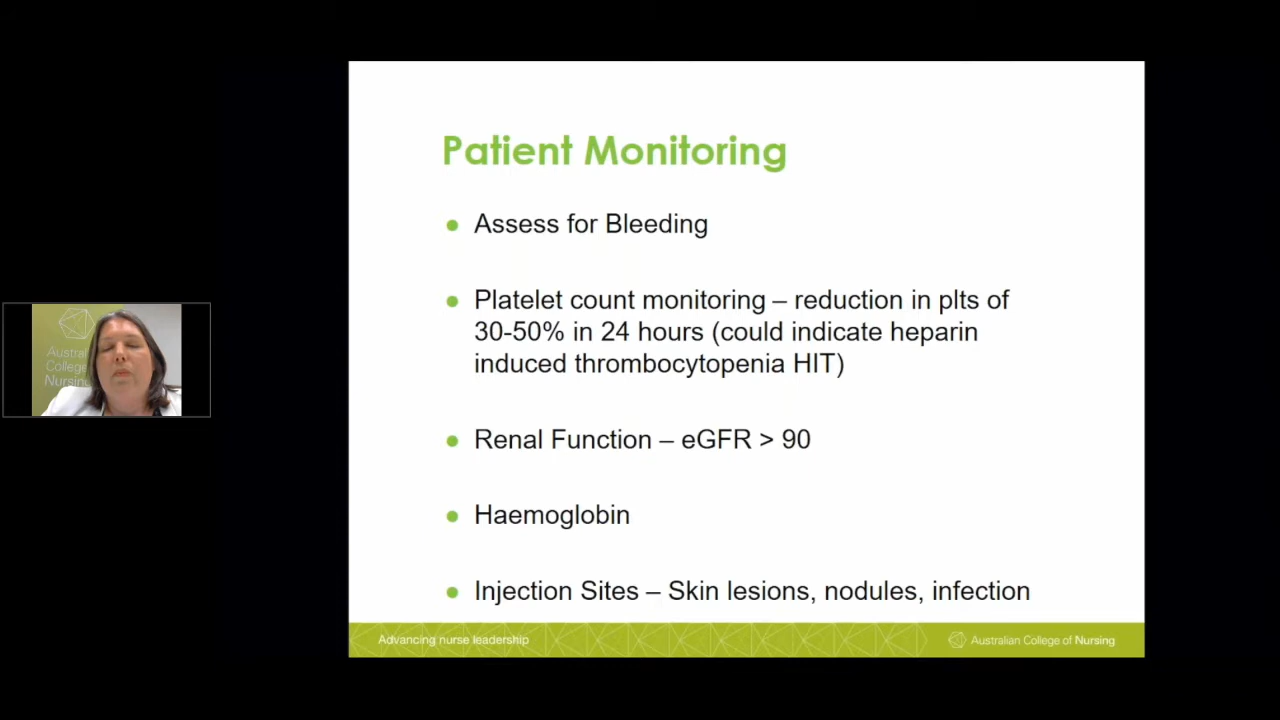 Patient Monitoring
Assess for Bleeding
Platelet count monitoring – reduction in plts of
30-50% in 24 hours (could indicate heparin
induced thrombocytopenia HIT)
Renal Function – eGFR > 90
Haemoglobin
Injection Sites – Skin lesions, nodules, infection
Advancing nurse leadership
Australian College of Nursing
College
Nursing